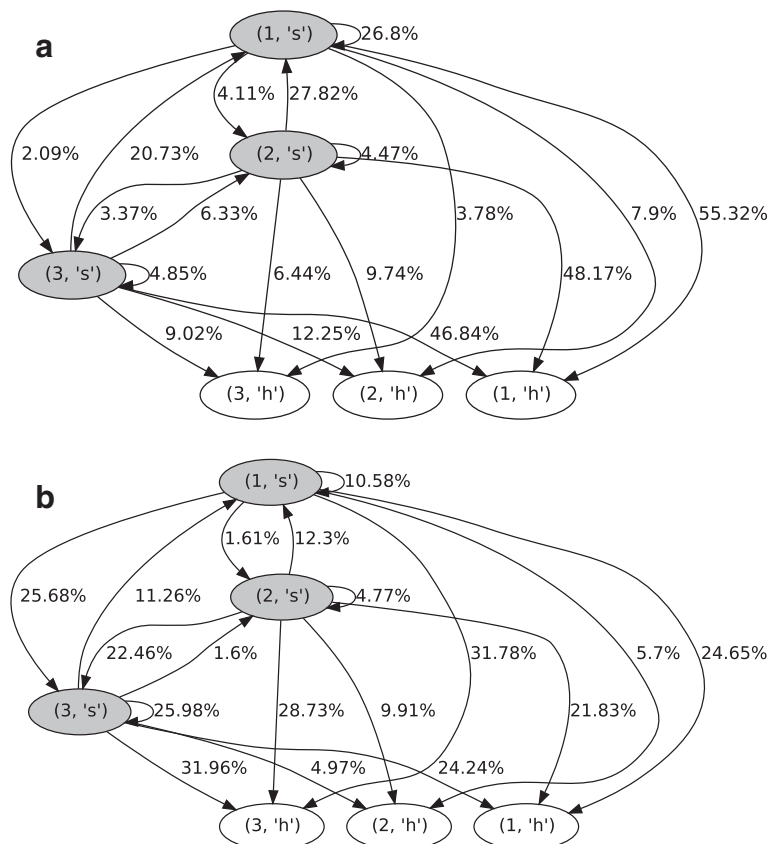 a
(1, 's')
26.8%
4.11%
27.82%
2.09%
20.73%
(2, 's')
4.47%
3.37%
6.33%
3.78%
7.9%
55.32%
(3, 's')
4.85%
6.44%
9.74%
48.17%
9.02%
12.25%
46.84%
(3, 'h')
(2, 'h')
(1, 'h')
b
(1, 's')
10.58%
1.61%
12.3%
25.68%
11.26%
(2, 's')
4.77%
22.46%
1.6%
31.78%
5.7%
24.65%
(3, 's')
25.98%
28.73%
9.91%
21.83%
31.96%
4.97%
24.24%
(3, 'h')
(2, 'h')
(1, 'h')